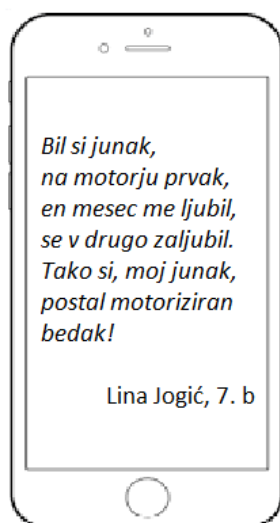 Bil si junak,
na motorju prvak,
en mesec me ljubil,
se v drugo zaljubil.
Tako si, moj junak,
postal motoriziran
bedak!
Lina Jogić, 7. b